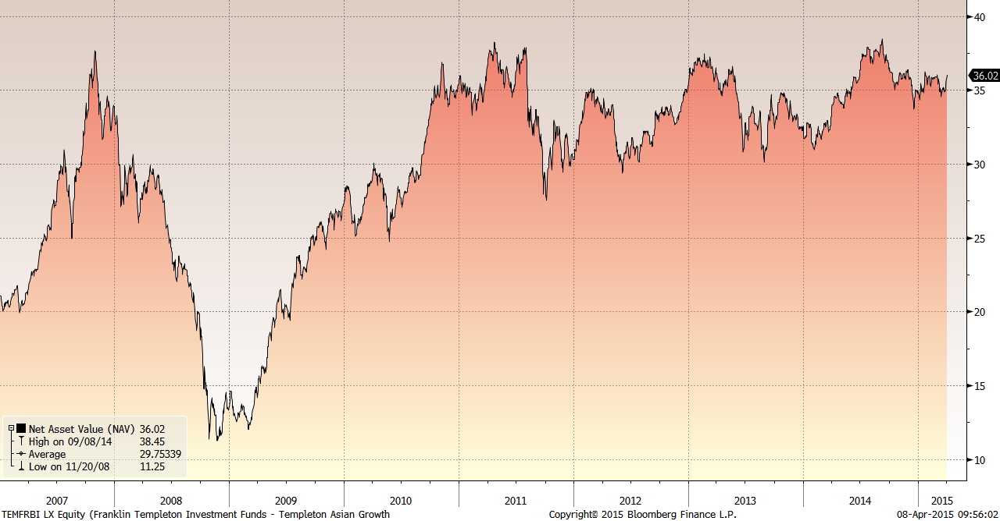 40
36.02
35
30
25
20
15
10
Net Asset Value (NAV) 36.02
High on 09/08/14 38.45
Average 29.75339
Low on 11/20/08 11.25
2007 2008 2009 2010 2011 2012 2013 2014 2015
TEMFRBI LX Equity (Franklin Templeton Investment Funds - Templeton Asian Growth Copyright© 2015 Bloomberg Finance L.P. 08-Apr-2015 09:56:02